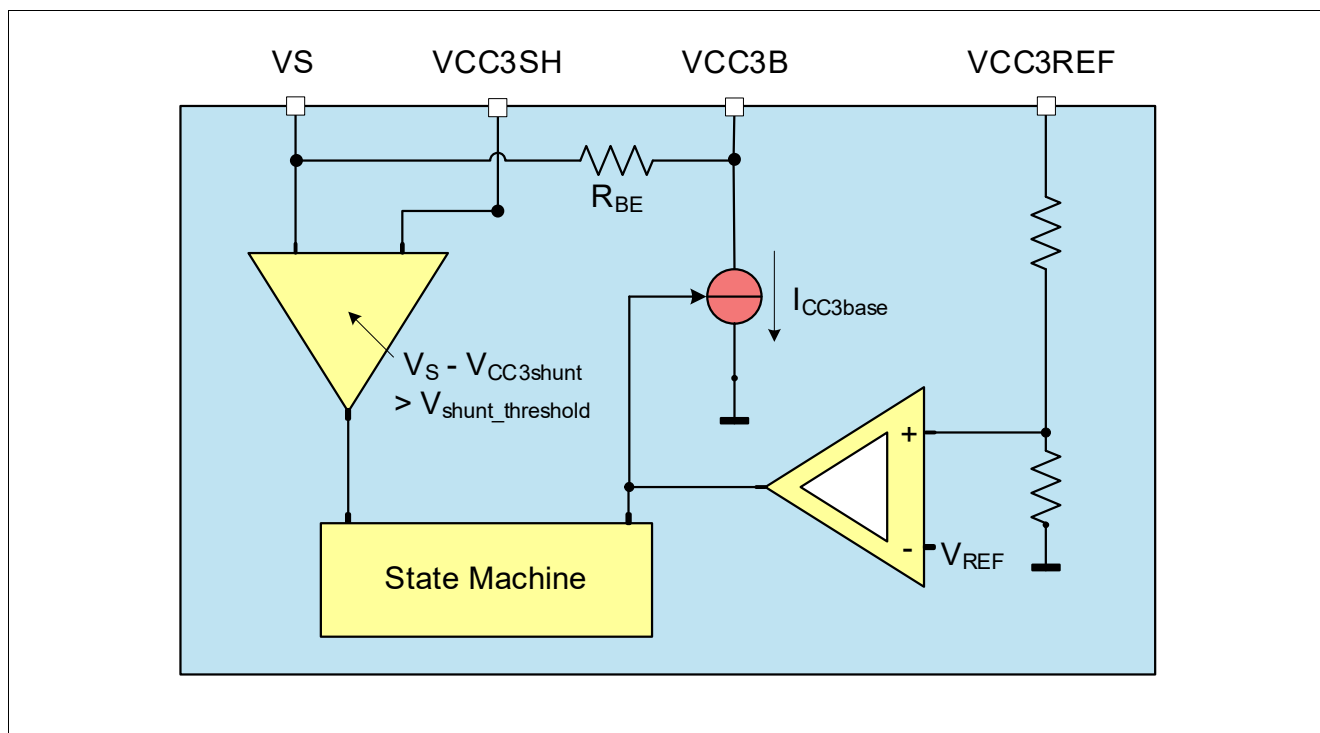 VS
VCC3SH
VCC3B
VCC3REF
RBE
ICC3base
VS - VCC3shunt
> Vshunt_threshold
+
-
VREF
State Machine